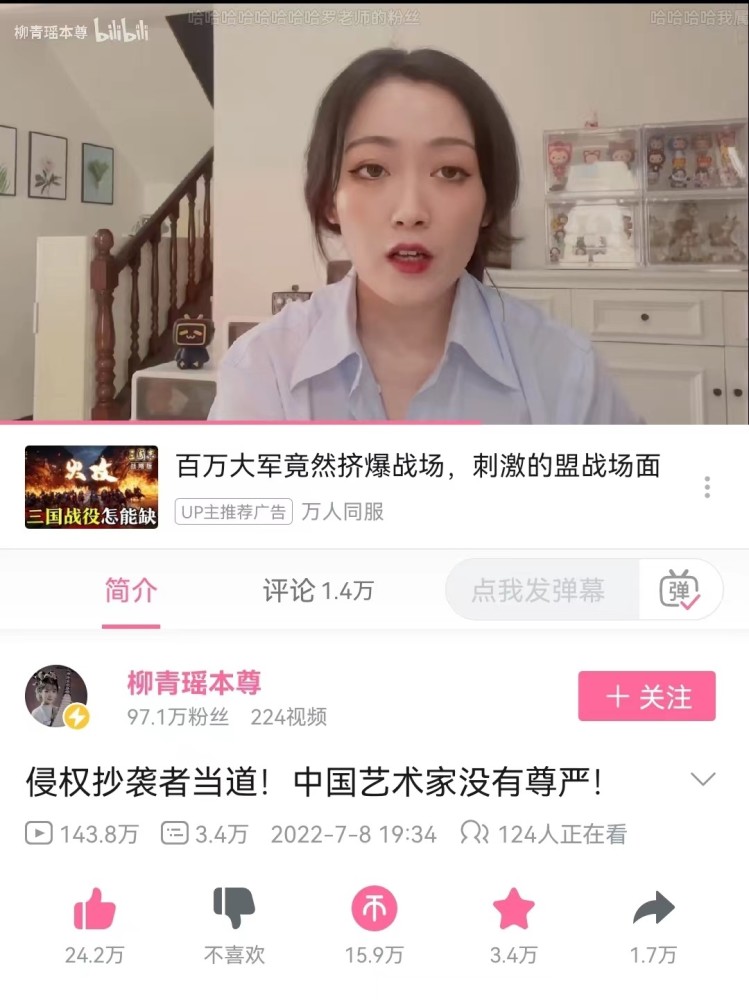 哈哈哈哈哈哈哈哈罗老师的粉丝
哈哈哈哈我属
柳青瑶本尊 bilibili
百万大军竟然挤爆战场，刺激的盟战场面
火攻
三国战役怎能缺
UP主推荐广告 万人同服
简介 评论 1.4万 点我发弹幕 弹
柳青瑶本尊
97.1万粉丝 224视频
＋ 关注
侵权抄袭者当道！中国艺术家没有尊严！
143.8万 3.4万 2022-7-8 19:34 124人正在看
24.2万 不喜欢 15.9万 3.4万 1.7万